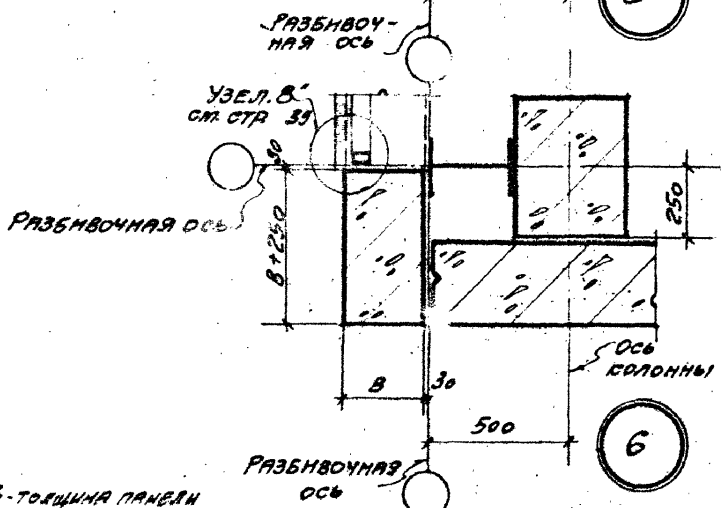 РАЗБИВОЧ-
НАЯ ОСЬ
УЗЕЛ „В"
СМ. СТР 39
30
РАЗБИВОЧНАЯ ОСЬ
В+250
250
ОСЬ
КОЛОННЫ
В
30
500
6
РАЗБИВОЧНАЯ
ОСЬ
В-ТОЛЩИНА ПАНЕЛИ